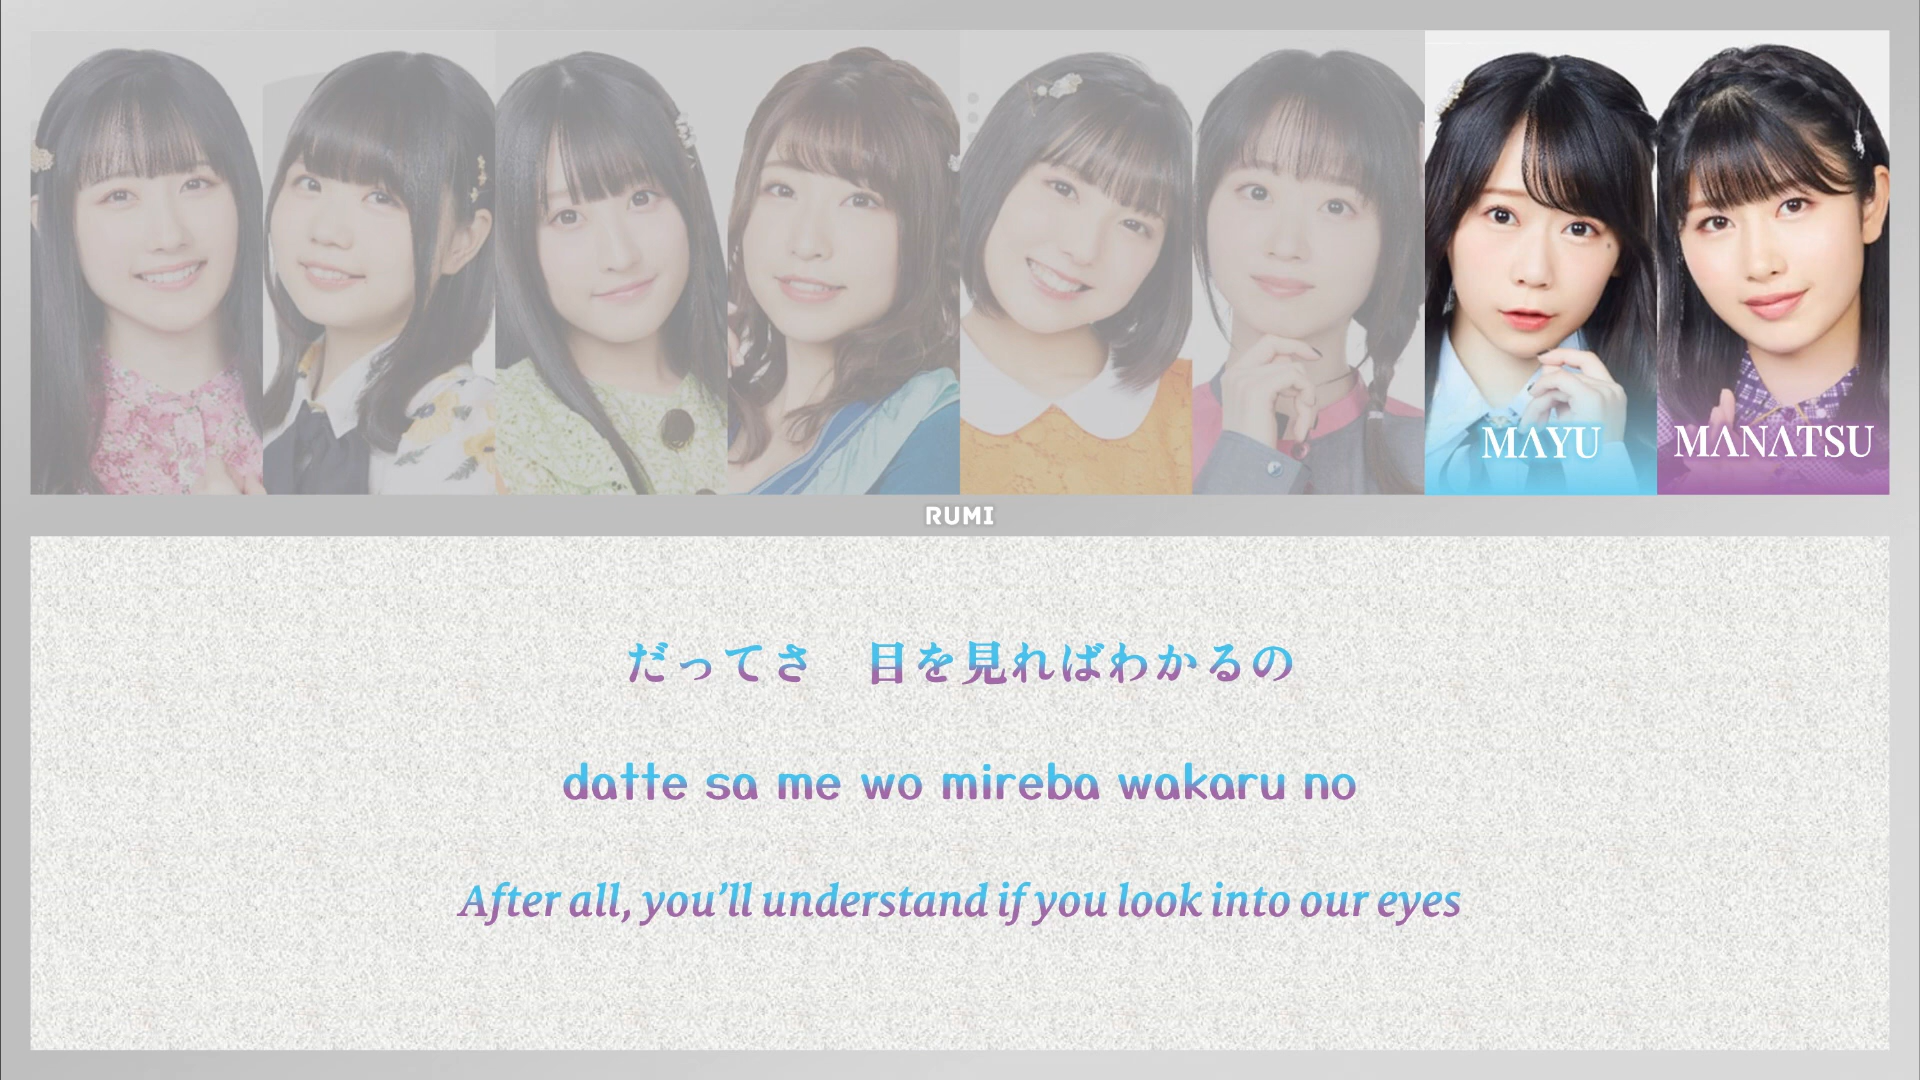 MAYU
MANATSU
RUMI
だってさ　目を見ればわかるの
datte sa me wo mireba wakaru no
After all, you’ll understand if you look into our eyes